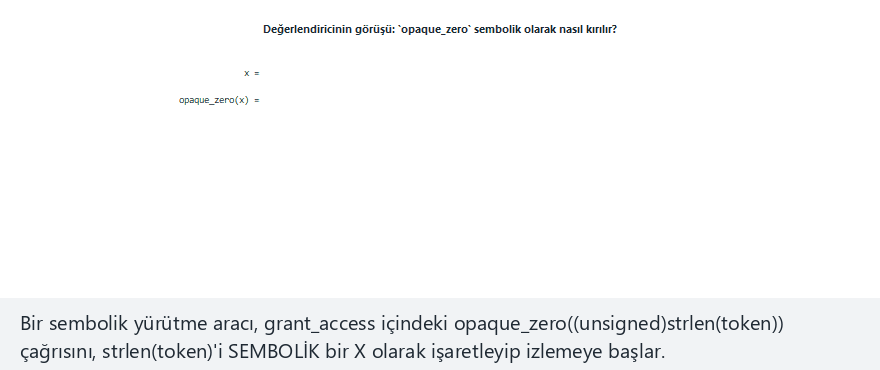 Değerlendiricinin görüşü: `opaque_zero` sembolik olarak nasıl kırılır?
x =
opaque_zero(x) =
Bir sembolik yürütme aracı, grant_access içindeki opaque_zero((unsigned)strlen(token))
çağrısını, strlen(token)'i SEMBOLİK bir X olarak işaretleyip izlemeye başlar.